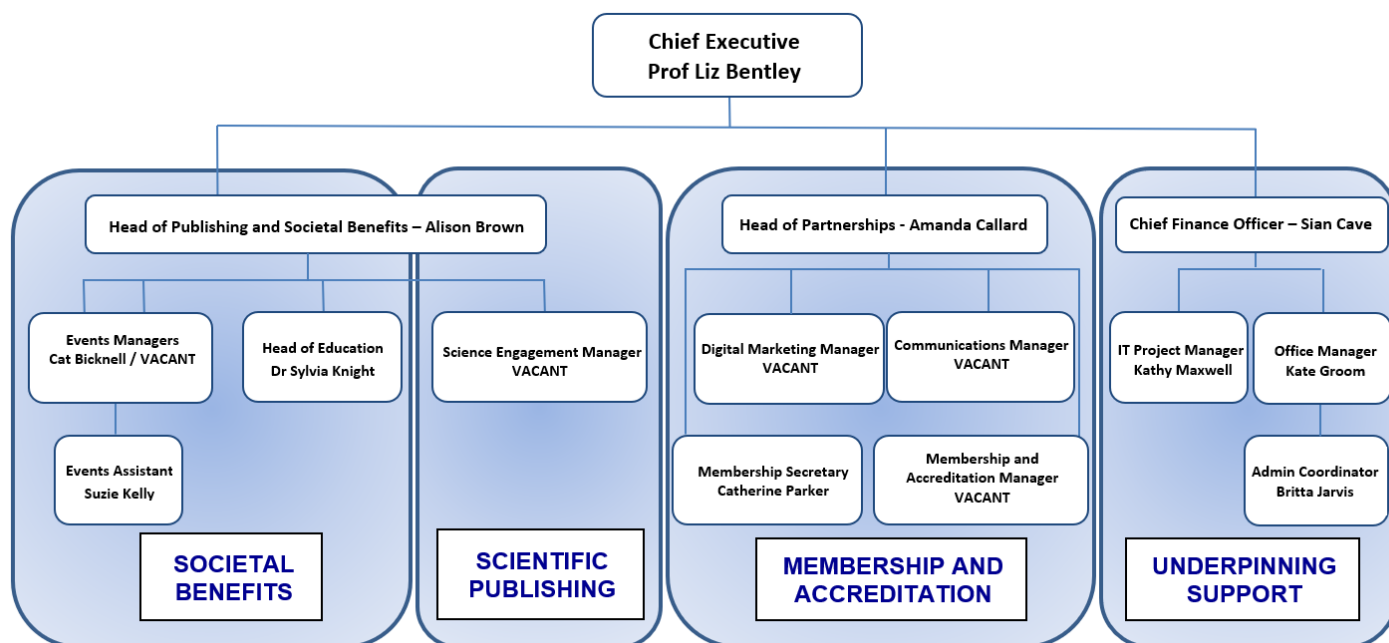 Chief Executive
Prof Liz Bentley
Head of Publishing and Societal Benefits – Alison Brown
Head of Partnerships - Amanda Callard
Chief Finance Officer – Sian Cave
Events Managers
Cat Bicknell / VACANT
Head of Education
Dr Sylvia Knight
Science Engagement Manager
VACANT
Digital Marketing Manager
VACANT
Communications Manager
VACANT
IT Project Manager
Kathy Maxwell
Office Manager
Kate Groom
Events Assistant
Suzie Kelly
Membership Secretary
Catherine Parker
Membership and
Accreditation Manager
VACANT
Admin Coordinator
Britta Jarvis
SOCIETAL
BENEFITS
SCIENTIFIC
PUBLISHING
MEMBERSHIP AND
ACCREDITATION
UNDERPINNING
SUPPORT